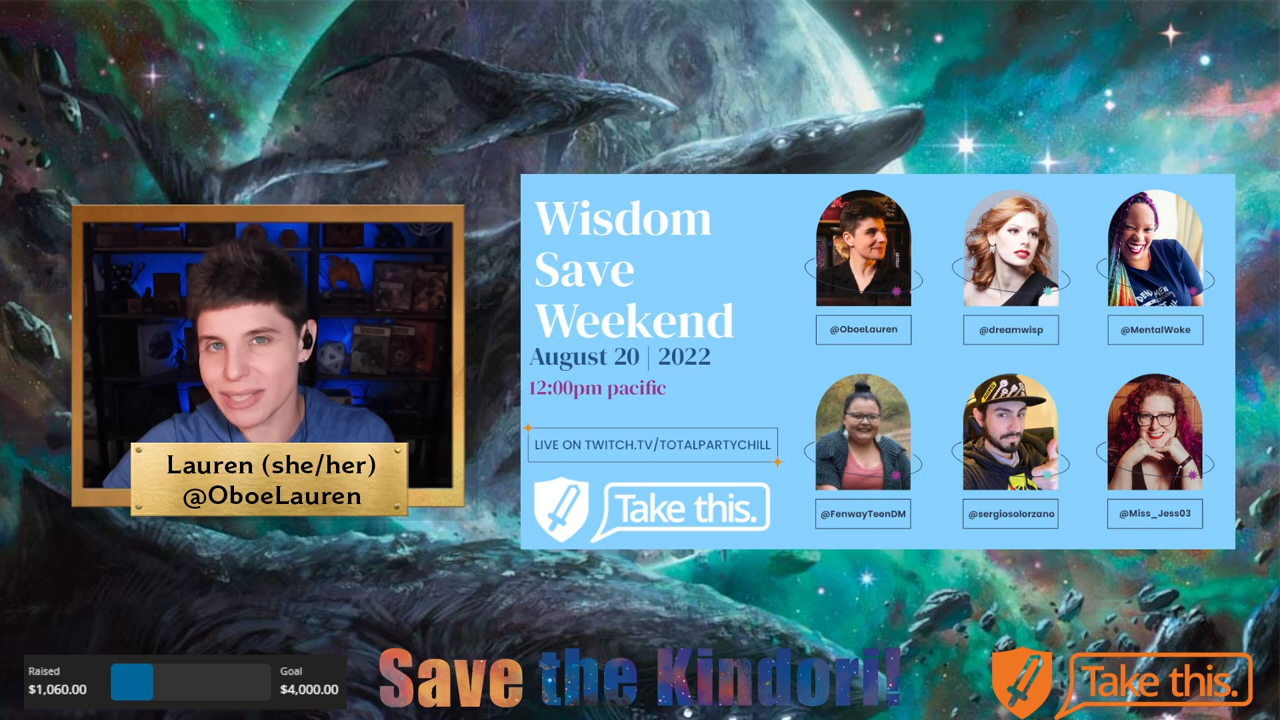 Wisdom
Save
Weekend
August 20 | 2022
12:00pm pacific
LIVE ON TWITCH.TV/TOTALPARTYCHILL
Take this.
@OboeLauren
@dreamwisp
@MentalWoke
@FenwayTeenDM
@sergiosolorzano
@Miss_Jess03
Lauren (she/her)
@OboeLauren
Raised
$1,060.00
Goal
$4,000.00
Save the Kindori!
Take this.